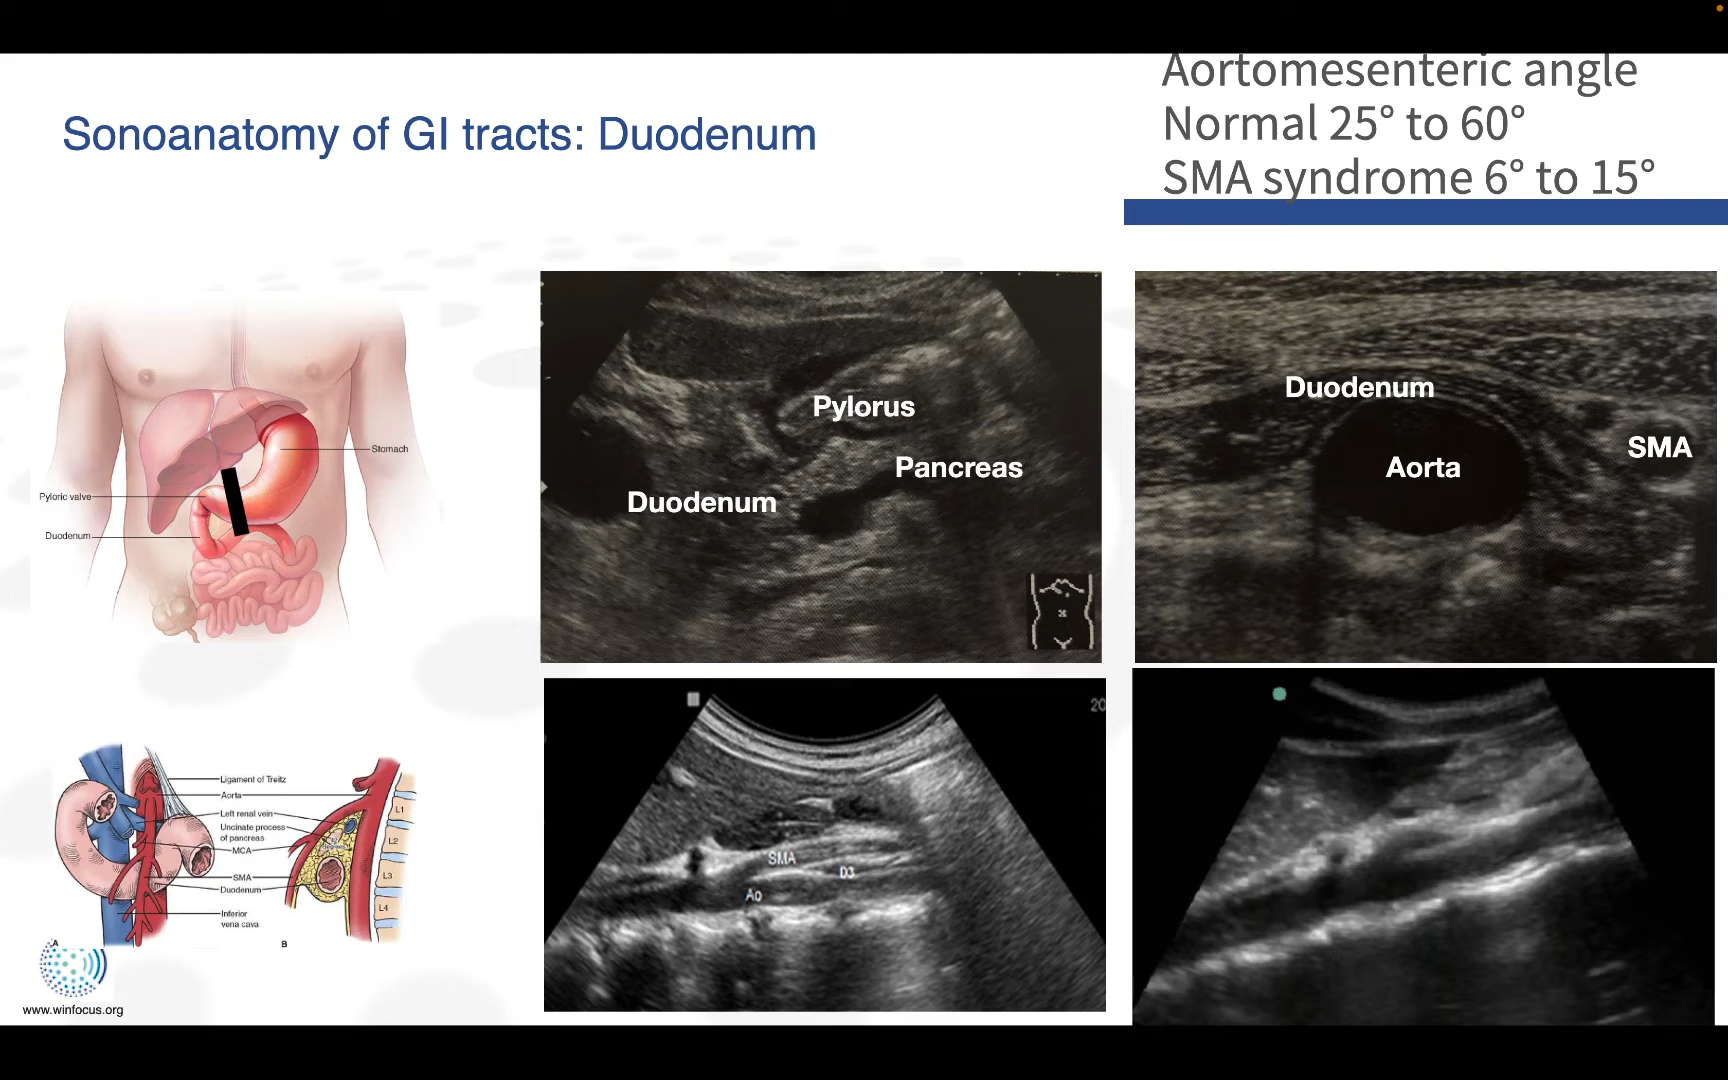 Aortomesenteric angle
Normal 25° to 60°
SMA syndrome 6° to 15°
Sonoanatomy of GI tracts: Duodenum
Stomach
Pyloric valve
Duodenum
Pylorus
Pancreas
Duodenum
Duodenum
Aorta
SMA
Ligament of Treitz
Aorta
Left renal vein
Uncinate process
of pancreas
MCA
SMA
Duodenum
Inferior
vena cava
L1
L2
L3
L4
A
B
20
SMA
D3
Ao
www.winfocus.org